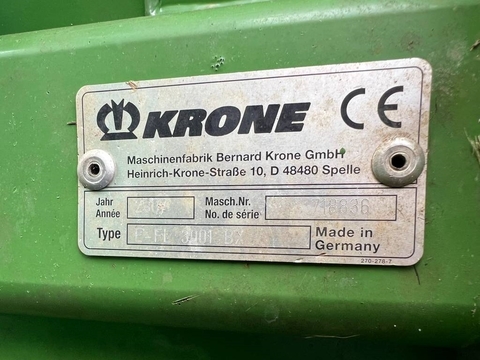 KRONE CE
Maschinenfabrik Bernard Krone GmbH
Heinrich-Krone-Straße 10, D 48480 Spelle
Jahr
Année
Masch.Nr.
No. de série
Type
Made in
Germany
270-276-7